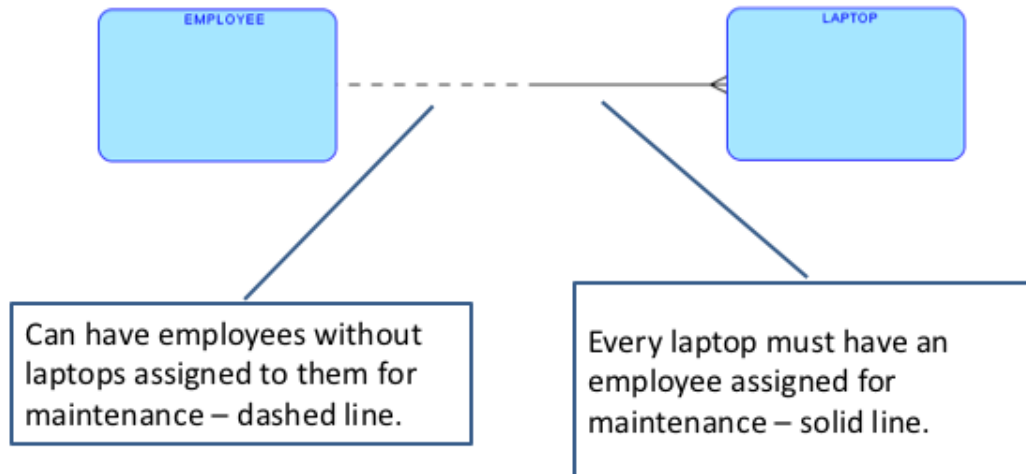 EMPLOYEE
LAPTOP
Can have employees without
laptops assigned to them for
maintenance – dashed line.
Every laptop must have an
employee assigned for
maintenance – solid line.